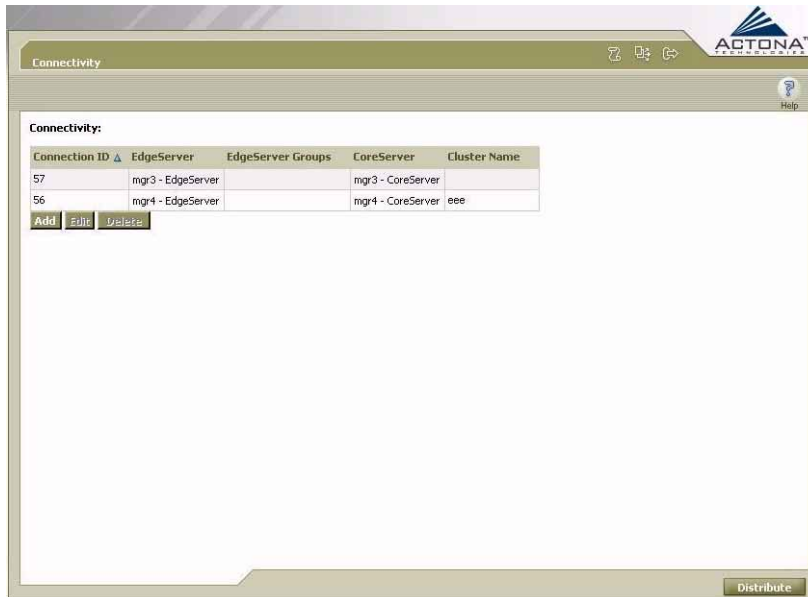 ACTONA™
TECHNOLOGIES
Connectivity
Help
Connectivity:
Connection ID EdgeServer EdgeServer Groups CoreServer Cluster Name
57 mgr3 - EdgeServer mgr3 - CoreServer
56 mgr4 - EdgeServer mgr4 - CoreServer eee
Add Edit Delete
Distribute